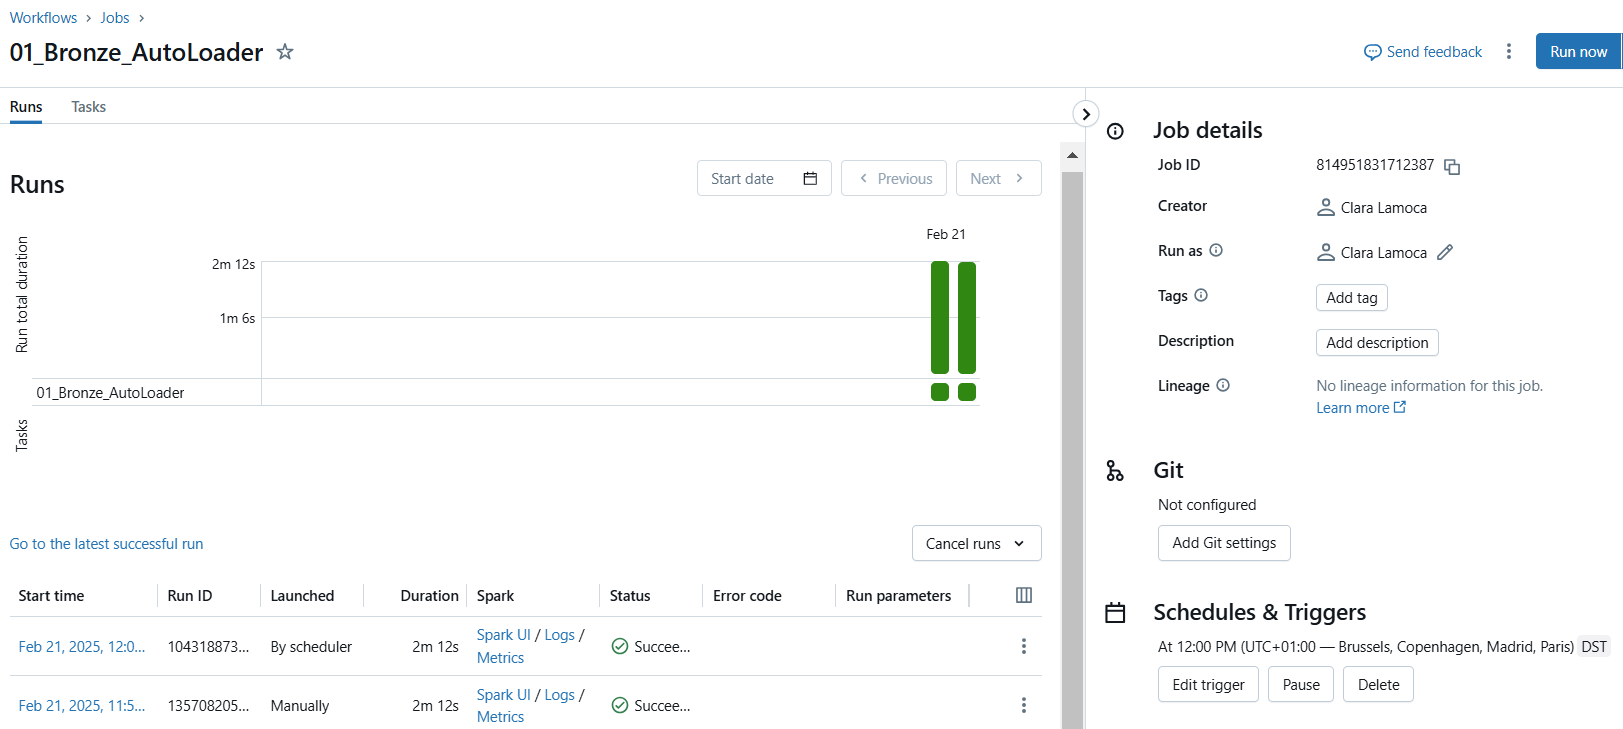 Workflows > Jobs >
01_Bronze_AutoLoader
Send feedback
Run now
Runs Tasks
Runs
Start date
Previous
Next
Feb 21
Run total duration
2m 12s
1m 6s
01_Bronze_AutoLoader
Tasks
Go to the latest successful run
Cancel runs
Start time Run ID Launched Duration Spark Status Error code Run parameters
Feb 21, 2025, 12:0... 104318873... By scheduler 2m 12s Spark UI / Logs / Succee...
Metrics
Feb 21, 2025, 11:5... 135708205... Manually 2m 12s Spark UI / Logs / Succee...
Metrics
Job details
Job ID 814951831712387
Creator Clara Lamoca
Run as Clara Lamoca
Tags Add tag
Description Add description
Lineage No lineage information for this job.
Learn more
Git
Not configured
Add Git settings
Schedules & Triggers
At 12:00 PM (UTC+01:00 — Brussels, Copenhagen, Madrid, Paris) DST
Edit trigger Pause Delete